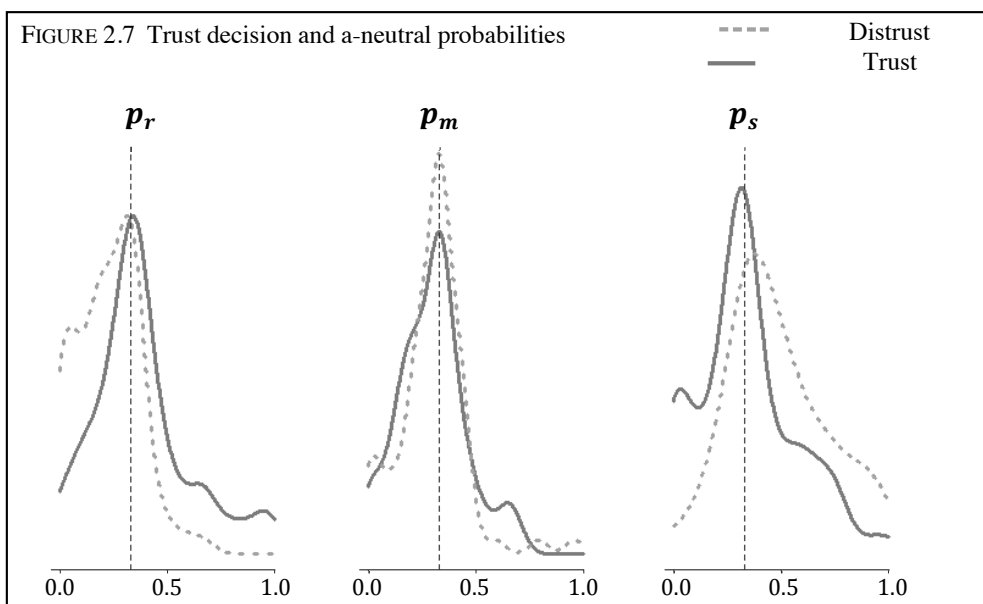 FIGURE 2.7 Trust decision and a-neutral probabilities
Distrust
Trust
p_r
p_m
p_s
0.0 0.5 1.0
0.0 0.5 1.0
0.0 0.5 1.0